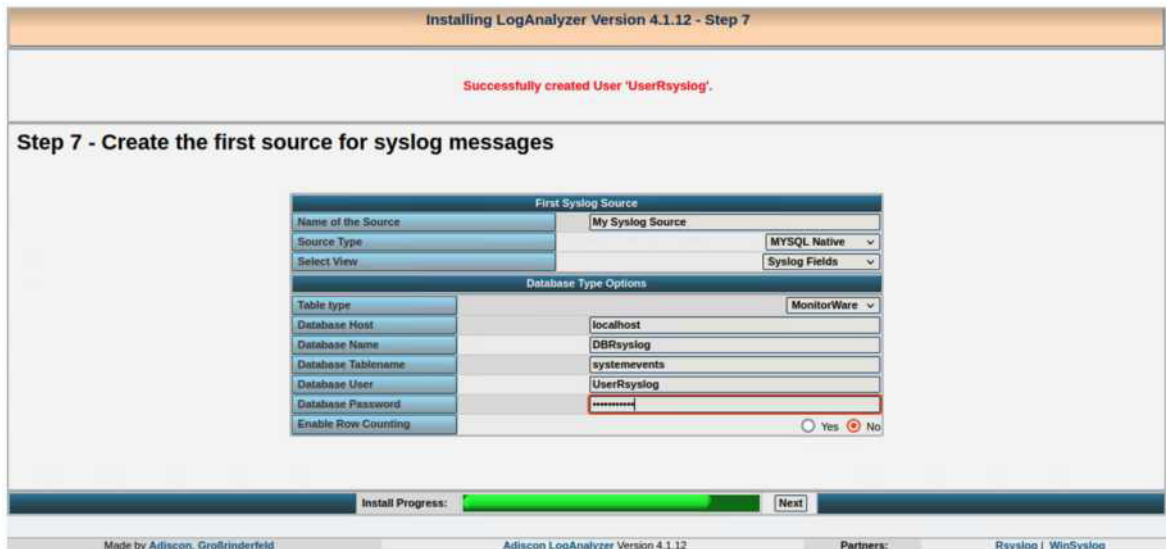 Installing LogAnalyzer Version 4.1.12 - Step 7
Successfully created User 'UserRsyslog'.
Step 7 - Create the first source for syslog messages
First Syslog Source
Name of the Source My Syslog Source
Source Type MYSQL Native
Select View Syslog Fields
Database Type Options
Table type MonitorWare
Database Host localhost
Database Name DBRsyslog
Database Tablename systemevents
Database User UserRsyslog
Database Password •••••••••••
Enable Row Counting Yes No
Install Progress: Next
Made by Adiscon, Großrinderfeld Adiscon LogAnalyzer Version 4.1.12 Partners: Rsyslog | WinSyslog